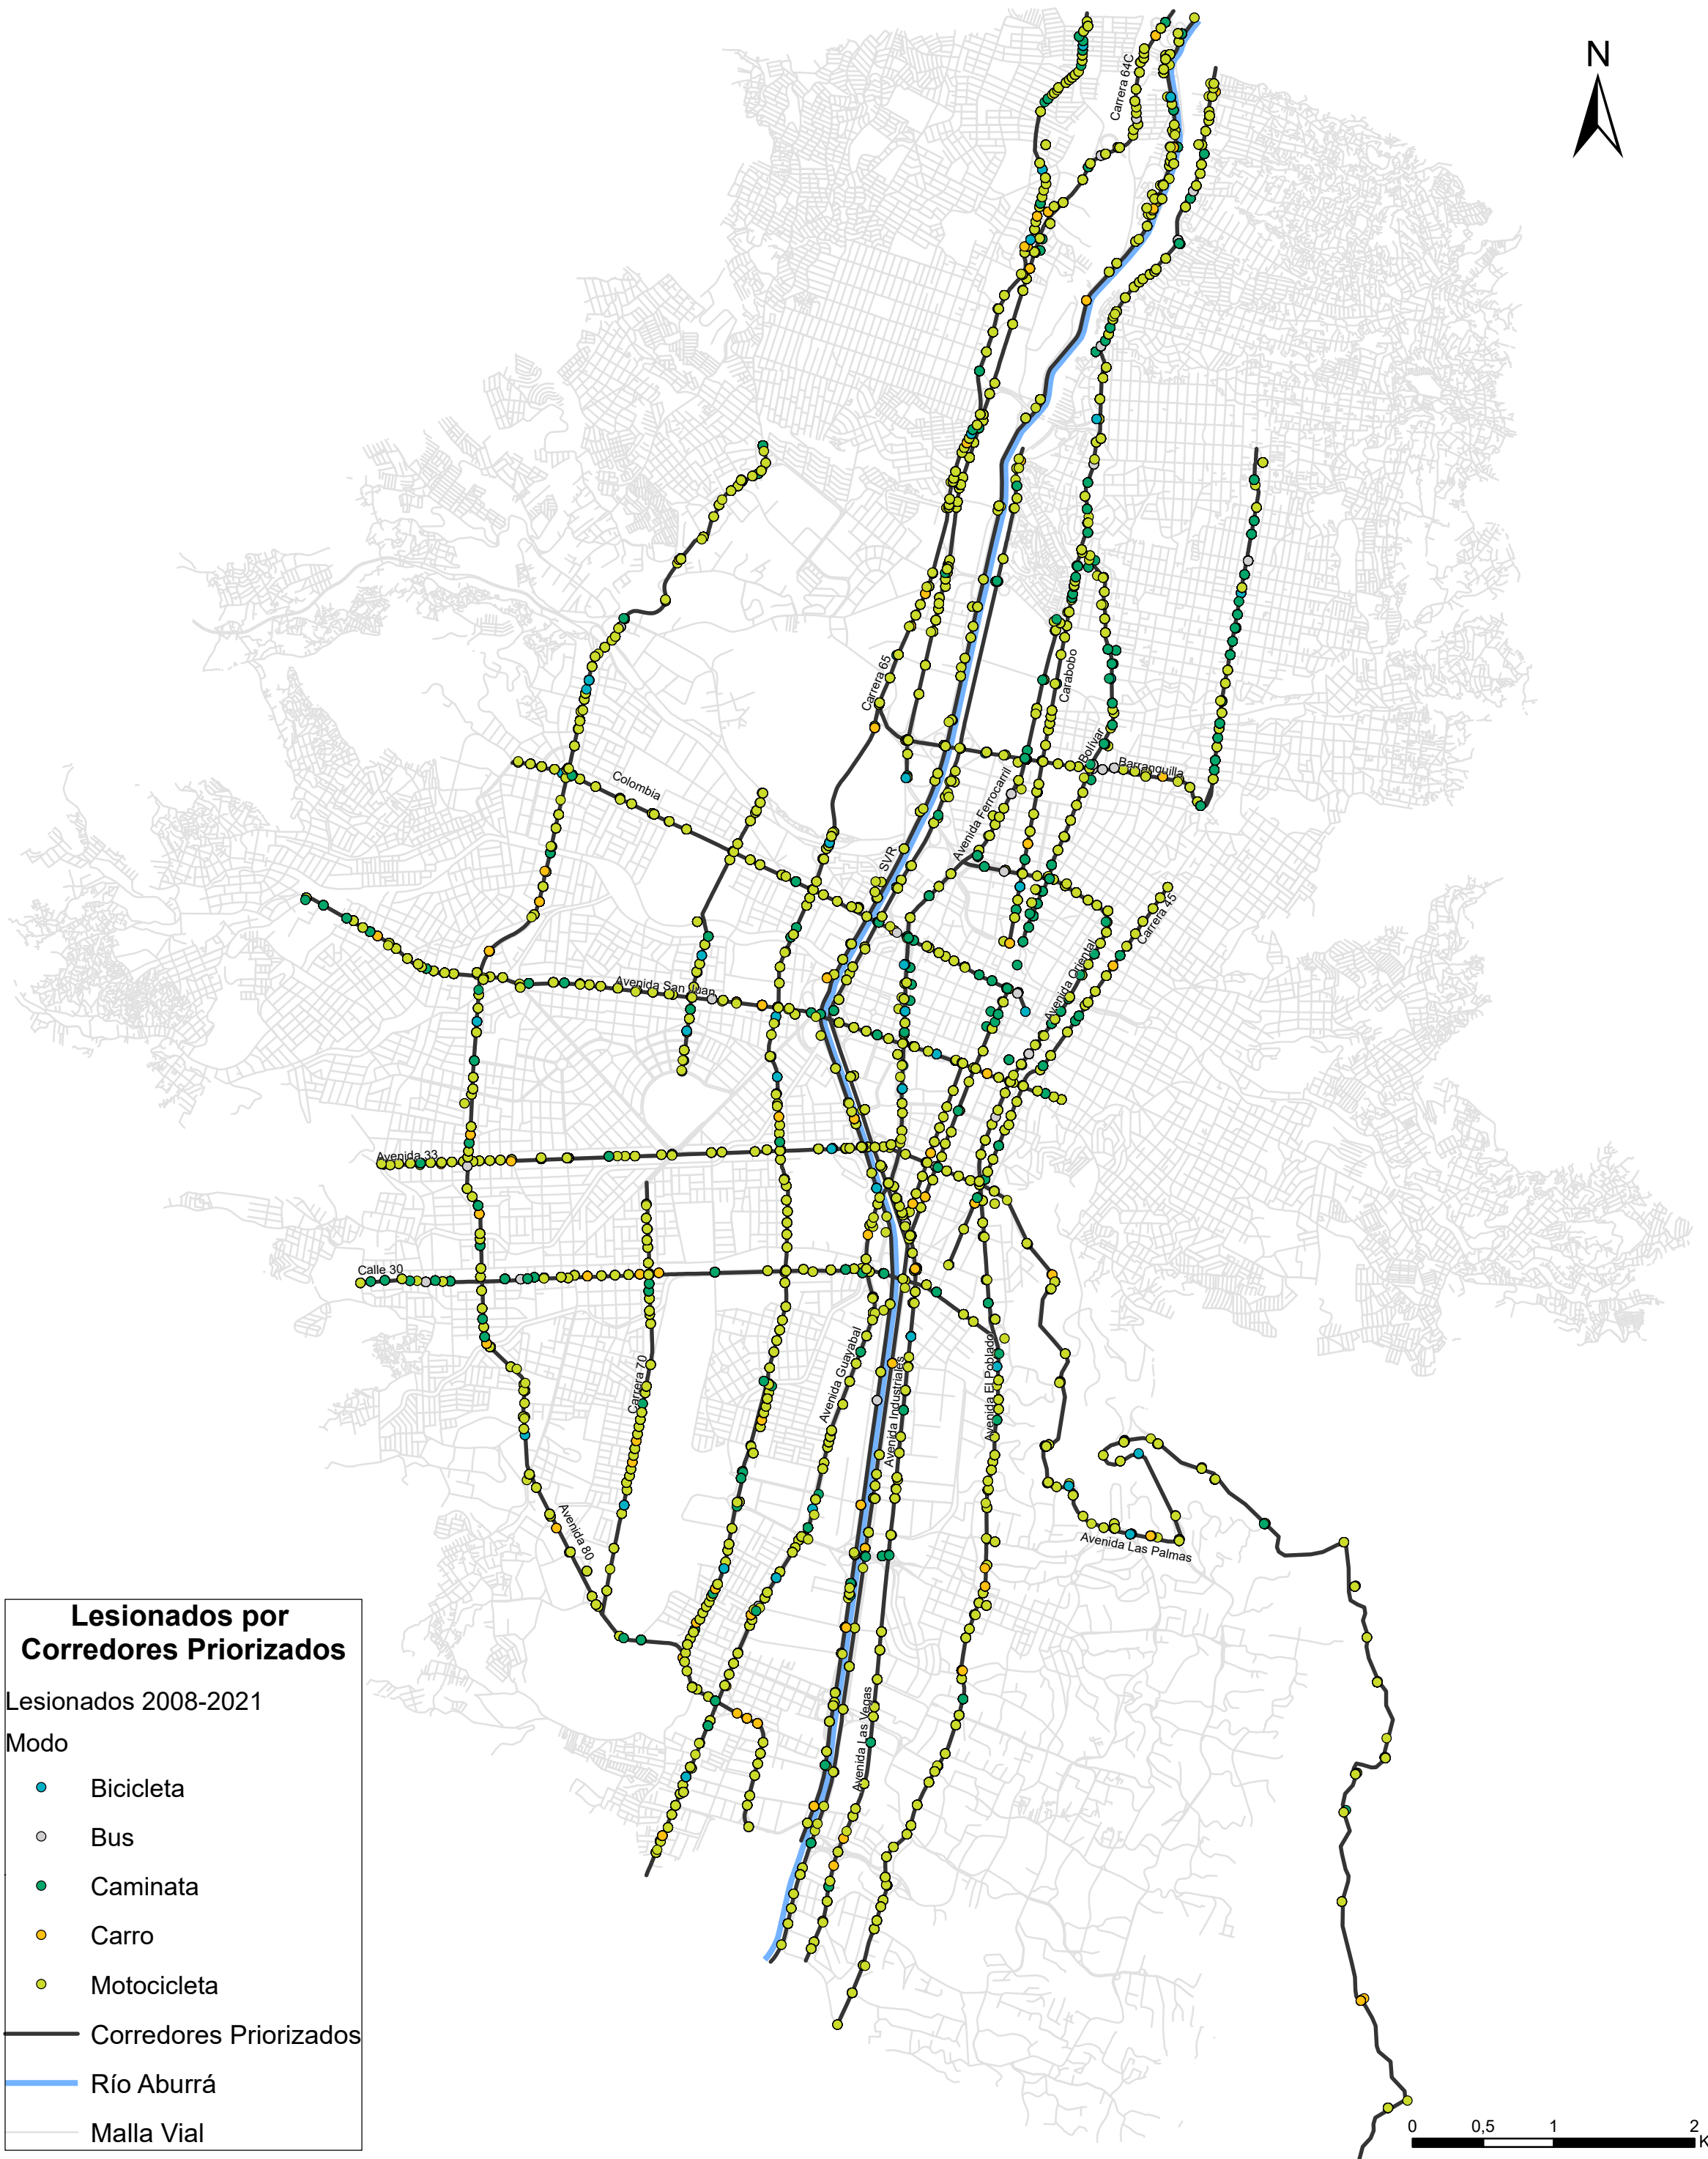 N
Carrera 64C
Carrera 65
Carabobo
Bolívar
Barranquilla
Colombia
Avenida Ferrocarril
SVR
Carrera 45
Avenida San Juan
Avenida Oriental
Avenida 33
Calle 30
Carrera 70
Avenida Guayabal
Avenida Industriales
Avenida El Poblado
Avenida 80
Avenida Las Palmas
Avenida Las Vegas
Lesionados por
Corredores Priorizados
Lesionados 2008-2021
Modo
Bicicleta
Bus
Caminata
Carro
Motocicleta
Corredores Priorizados
Río Aburrá
Malla Vial
0 0,5 1 2
K